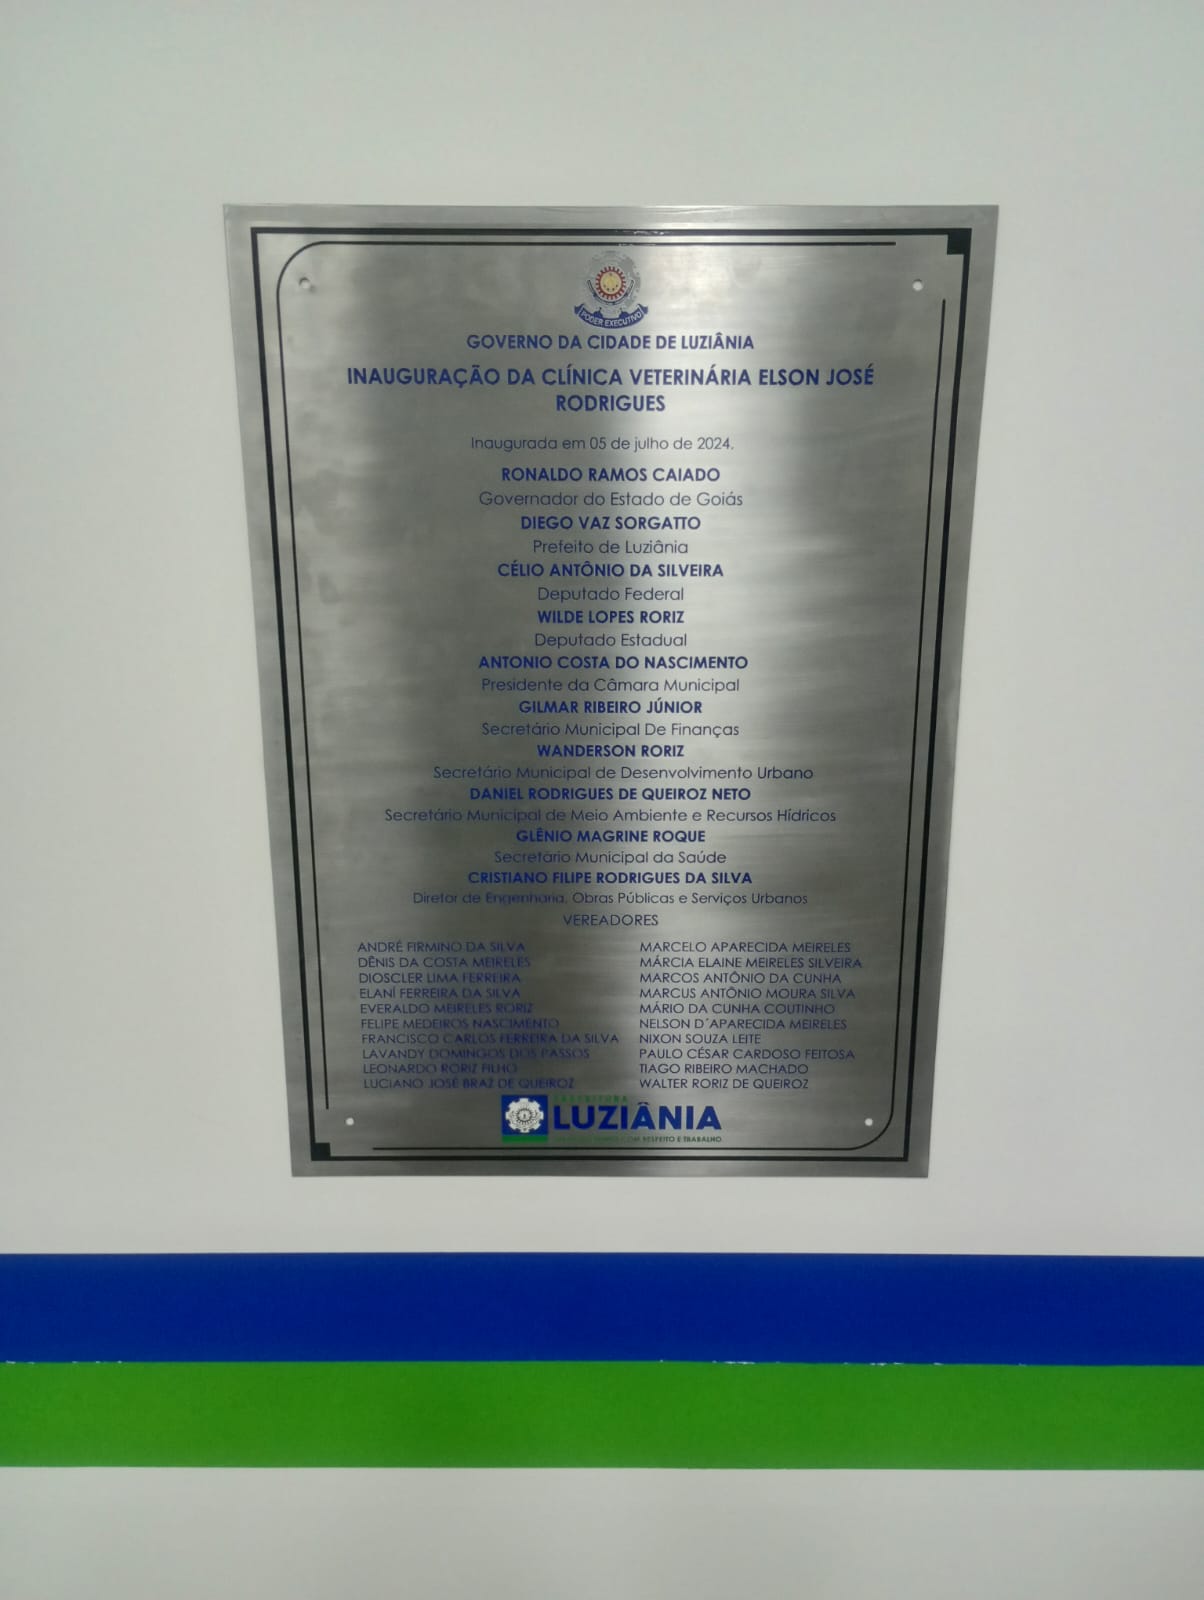 PODER EXECUTIVO
GOVERNO DA CIDADE DE LUZIÂNIA
INAUGURAÇÃO DA CLÍNICA VETERINÁRIA ELSON JOSÉ
RODRIGUES
Inaugurada em 05 de julho de 2024.
RONALDO RAMOS CAIADO
Governador do Estado de Goiás
DIEGO VAZ SORGATTO
Prefeito de Luziânia
CÉLIO ANTÔNIO DA SILVEIRA
Deputado Federal
WILDE LOPES RORIZ
Deputado Estadual
ANTONIO COSTA DO NASCIMENTO
Presidente da Câmara Municipal
GILMAR RIBEIRO JÚNIOR
Secretário Municipal De Finanças
WANDERSON RORIZ
Secretário Municipal de Desenvolvimento Urbano
DANIEL RODRIGUES DE QUEIROZ NETO
Secretário Municipal de Meio Ambiente e Recursos Hídricos
GLÊNIO MAGRINE ROQUE
Secretário Municipal da Saúde
CRISTIANO FILIPE RODRIGUES DA SILVA
Diretor de Engenharia, Obras Públicas e Serviços Urbanos
VEREADORES
ANDRÉ FIRMINO DA SILVA
DÊNIS DA COSTA MEIRELES
DIOSCLER LIMA FERREIRA
ELANÍ FERREIRA DA SILVA
EVERALDO MEIRELES RORIZ
FELIPE MEDEIROS NASCIMENTO
FRANCISCO CARLOS FERREIRA DA SILVA
LAVANDY DOMINGOS DOS PASSOS
LEONARDO RORIZ FILHO
LUCIANO JOSÉ BRAZ DE QUEIROZ
MARCELO APARECIDA MEIRELES
MÁRCIA ELAINE MEIRELES SILVEIRA
MARCOS ANTÔNIO DA CUNHA
MARCUS ANTÔNIO MOURA SILVA
MÁRIO DA CUNHA COUTINHO
NELSON D´APARECIDA MEIRELES
NIXON SOUZA LEITE
PAULO CÉSAR CARDOSO FEITOSA
TIAGO RIBEIRO MACHADO
WALTER RORIZ DE QUEIROZ
PREFEITURA
LUZIÂNIA
COM RESPEITO E TRABALHO